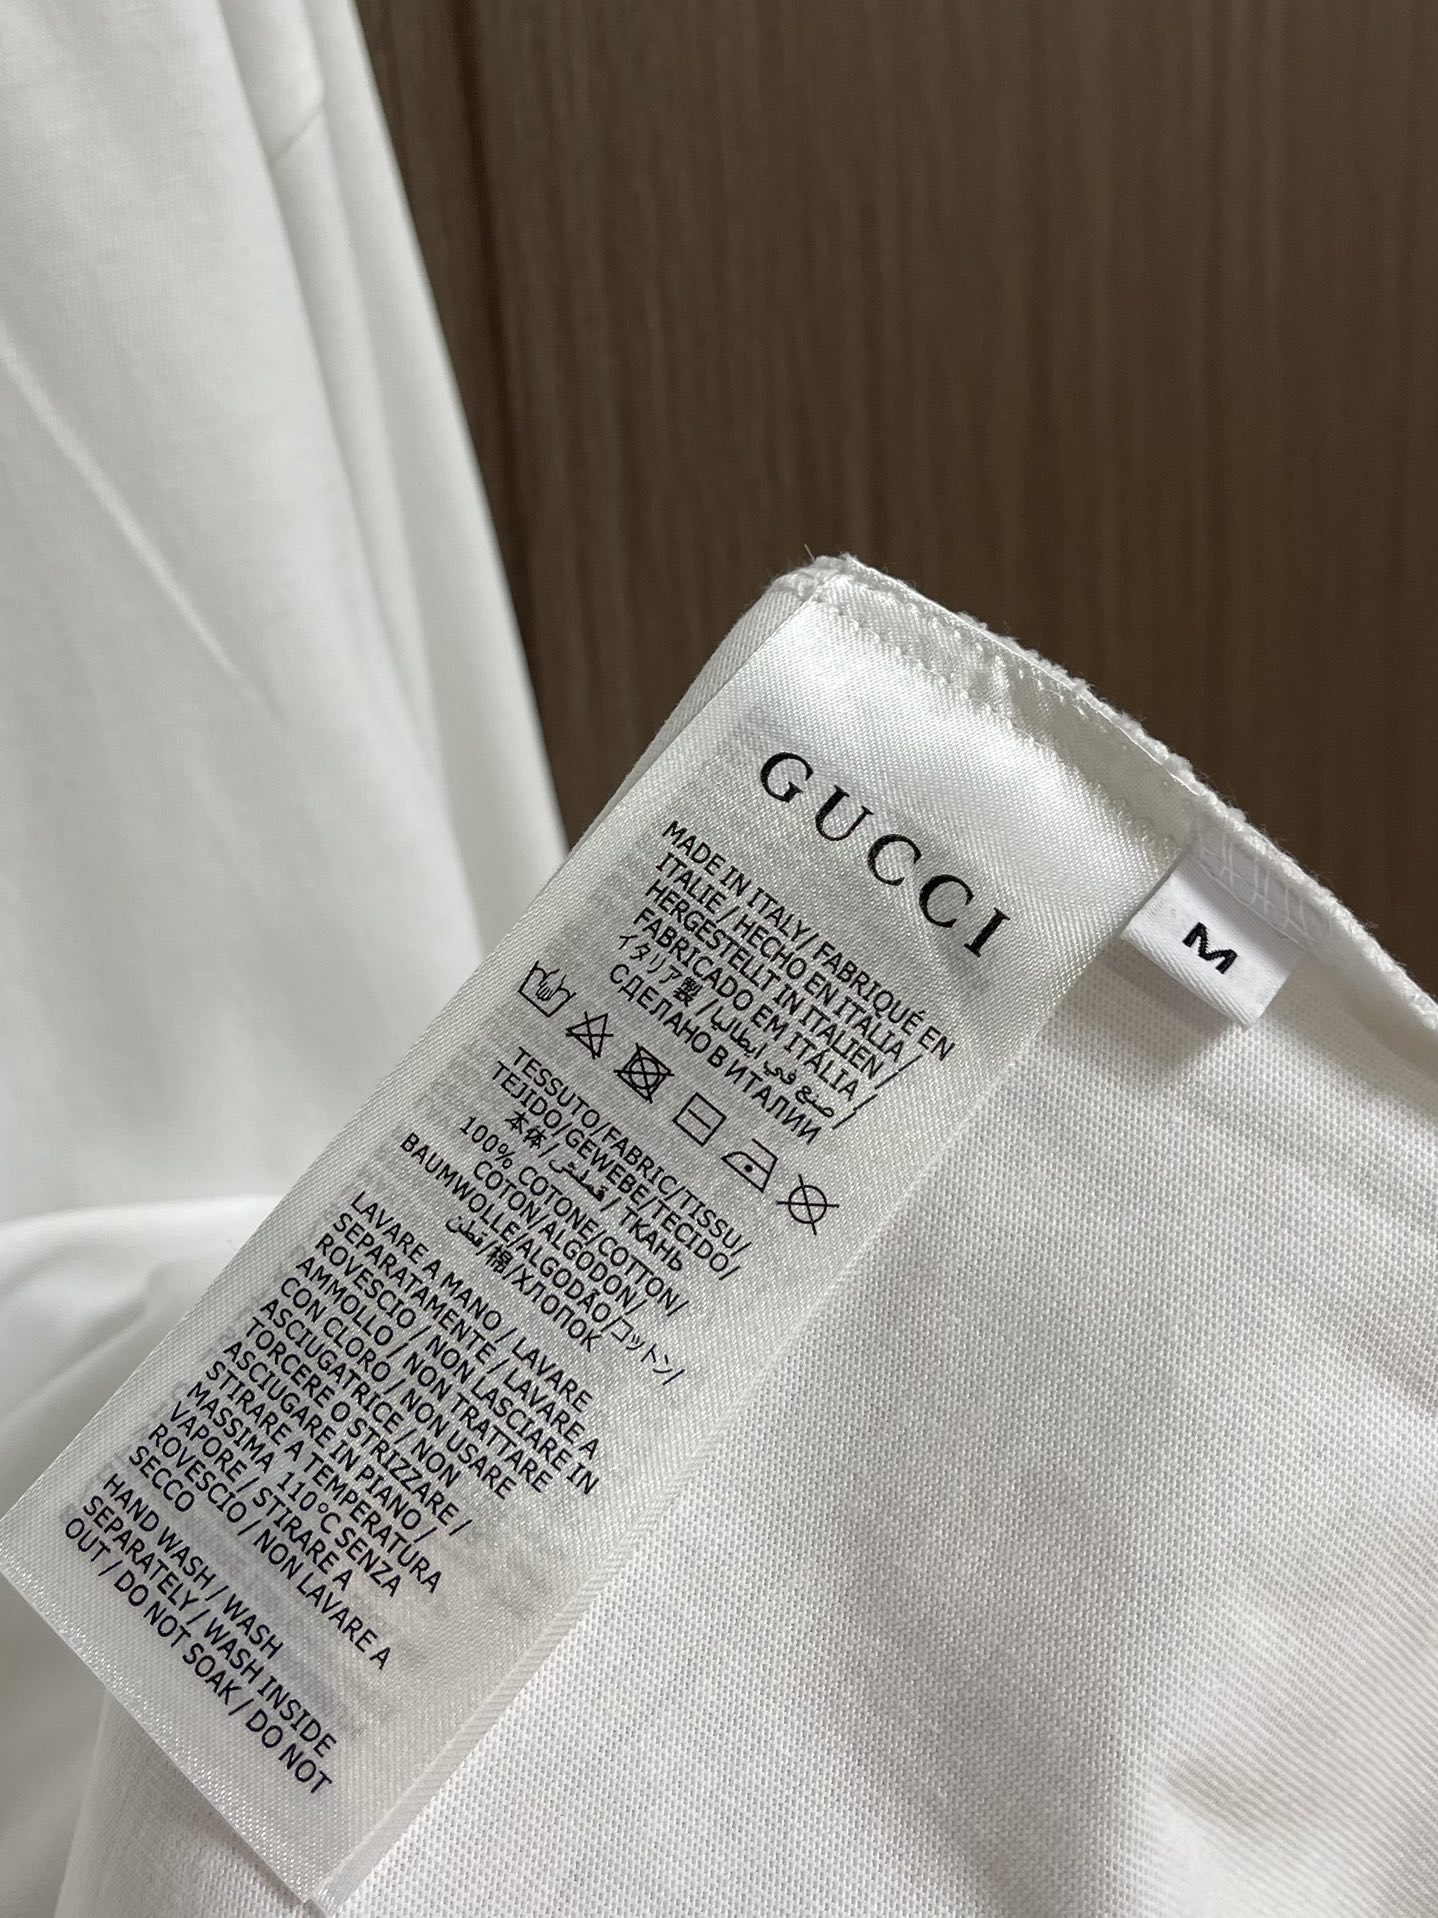 GUCCI
M
MADE IN ITALY/ FABRIQUÉ EN
ITALIE / HECHO EN ITALIA /
HERGESTELLT IN ITALIEN /
FABRICADO EM ITÁLIA /
イタリア製 / صنع في ايطاليا /
СДЕЛАНО В ИТАЛИИ
TESSUTO/FABRIC/TISSU/
TEJIDO/GEWEBE/TECIDO/
本体/قماش/ТКАНЬ
100% COTONE/COTTON/
COTON/ALGODON/
BAUMWOLLE/ALGODÃO/コットン/
قطن/棉/ХЛОПОК
LAVARE A MANO / LAVARE
SEPARATAMENTE / LAVARE A
ROVESCIO / NON LASCIARE IN
AMMOLLO / NON TRATTARE
CON CLORO / NON USARE
ASCIUGATRICE / NON
TORCERE O STRIZZARE /
ASCIUGARE IN PIANO /
STIRARE A TEMPERATURA
MASSIMA 110°C SENZA
VAPORE / STIRARE A
ROVESCIO / NON LAVARE A
SECCO
HAND WASH / WASH
SEPARATELY / WASH INSIDE
OUT / DO NOT SOAK / DO NOT